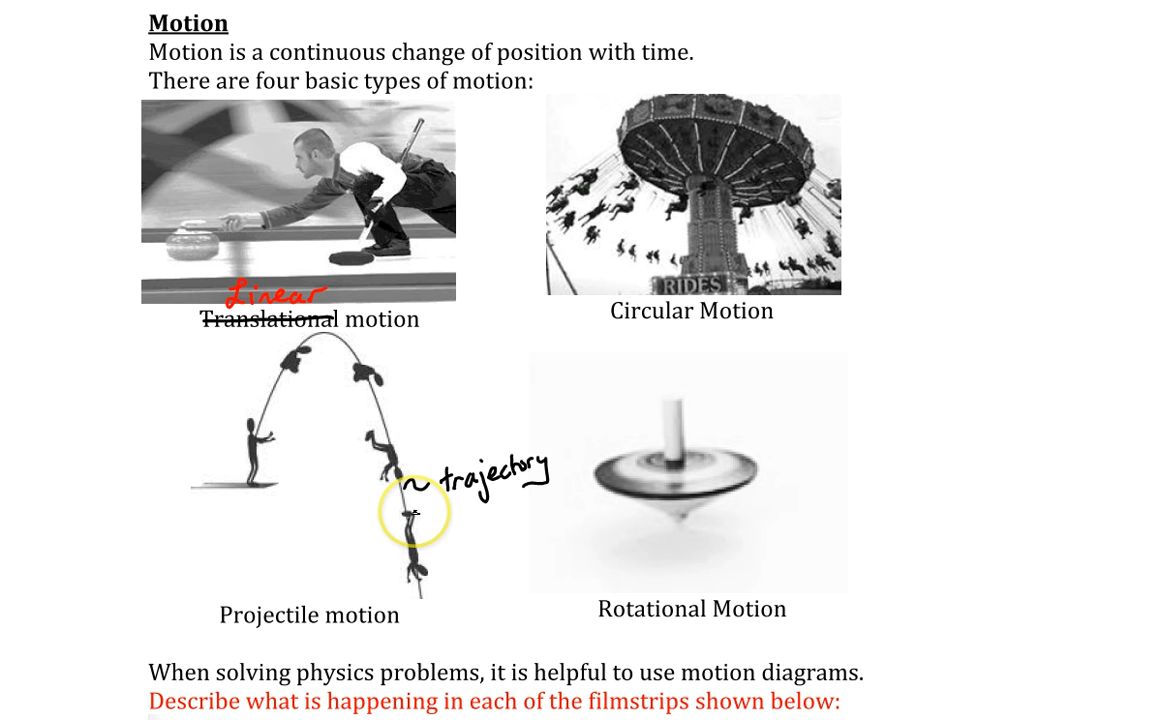 Motion
Motion is a continuous change of position with time.
There are four basic types of motion:
RIDES
Linear
Translational motion
Circular Motion
~ trajectory
Projectile motion
Rotational Motion
When solving physics problems, it is helpful to use motion diagrams.
Describe what is happening in each of the filmstrips shown below: